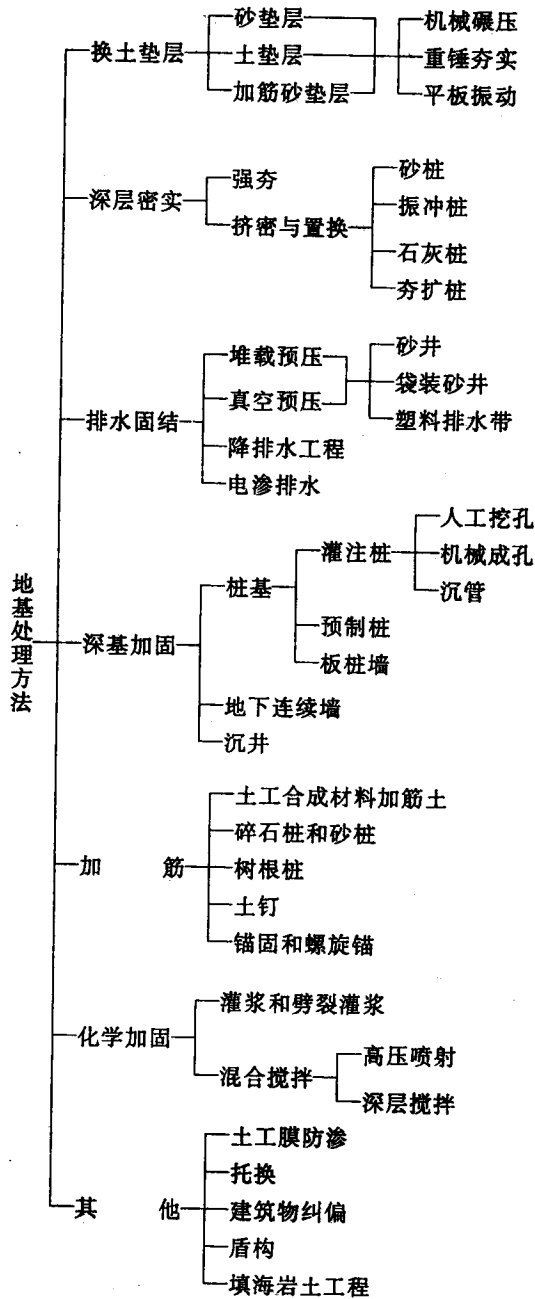 砂垫层
机械碾压
换土垫层
土垫层
重锤夯实
加筋砂垫层
平板振动
砂桩
强夯
深层密实
振冲桩
挤密与置换
石灰桩
夯扩桩
砂井
堆载预压
袋装砂井
真空预压
排水固结
塑料排水带
降排水工程
电渗排水
人工挖孔
灌注桩
机械成孔
桩基
沉管
预制桩
地基处理方法
深基加固
板桩墙
地下连续墙
沉井
土工合成材料加筋土
碎石桩和砂桩
加筋
树根桩
土钉
锚固和螺旋锚
灌浆和劈裂灌浆
化学加固
高压喷射
混合搅拌
深层搅拌
土工膜防渗
托换
其他
建筑物纠偏
盾构
填海岩土工程